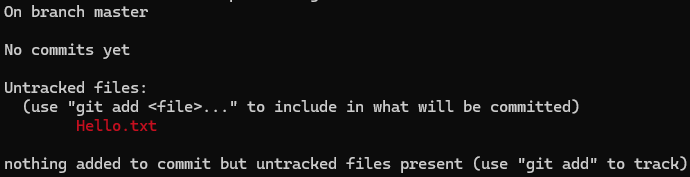 On branch master
No commits yet
Untracked files:
(use "git add <file>..." to include in what will be committed)
Hello.txt
nothing added to commit but untracked files present (use "git add" to track)